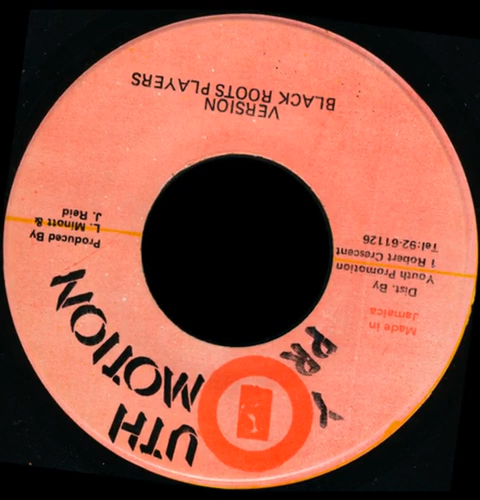 Y UTH
PR MOTION
Made in
Jamaica
Dist. By
Youth Promotion
1 Robert Crescent
Tel:92-61126
Produced By
L. Minott &
J. Reid
VERSION
BLACK ROOTS PLAYERS